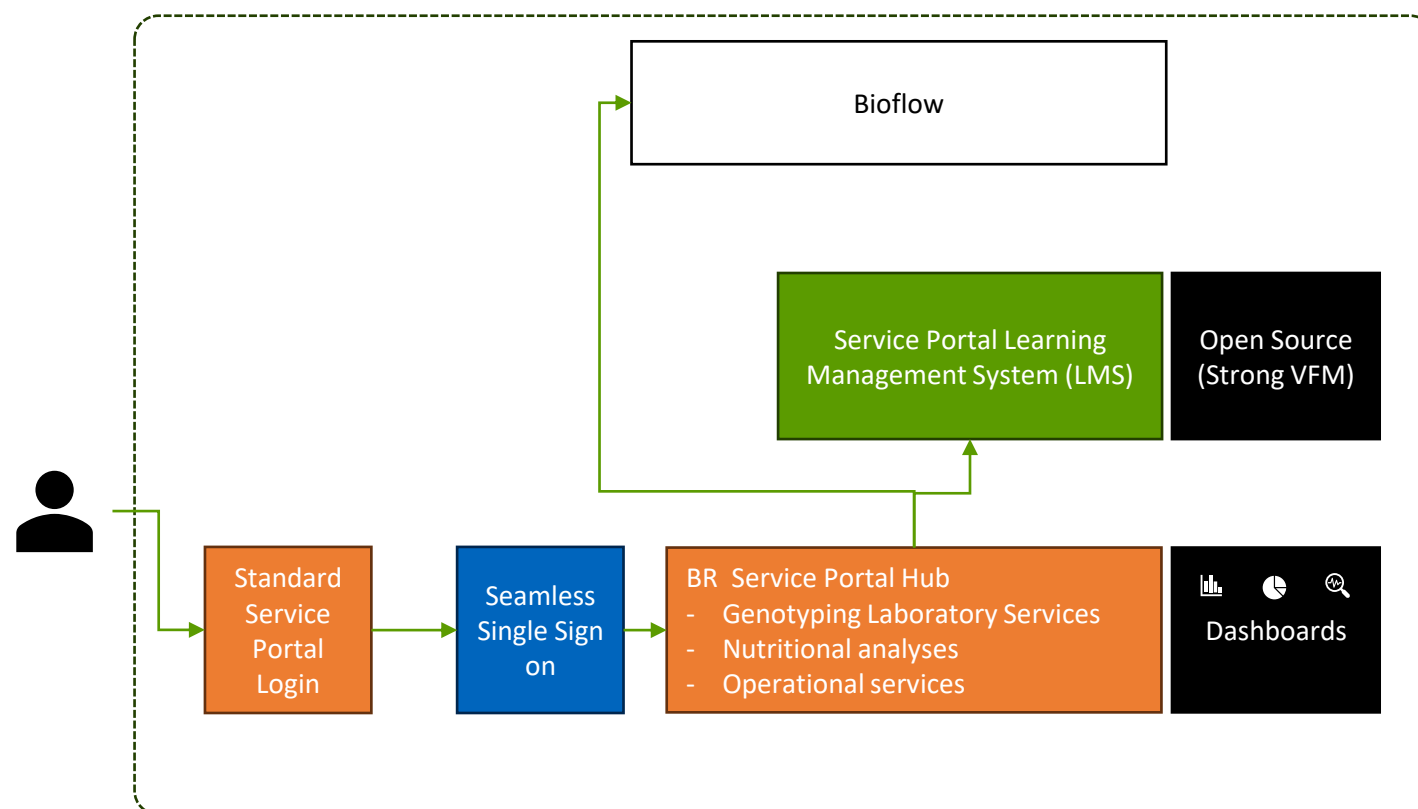 Bioflow
Service Portal Learning
Management System (LMS)
Open Source
(Strong VFM)
Standard
Service
Portal
Login
Seamless
Single Sign
on
BR  Service Portal Hub
- Genotyping Laboratory Services
- Nutritional analyses
- Operational services
Dashboards